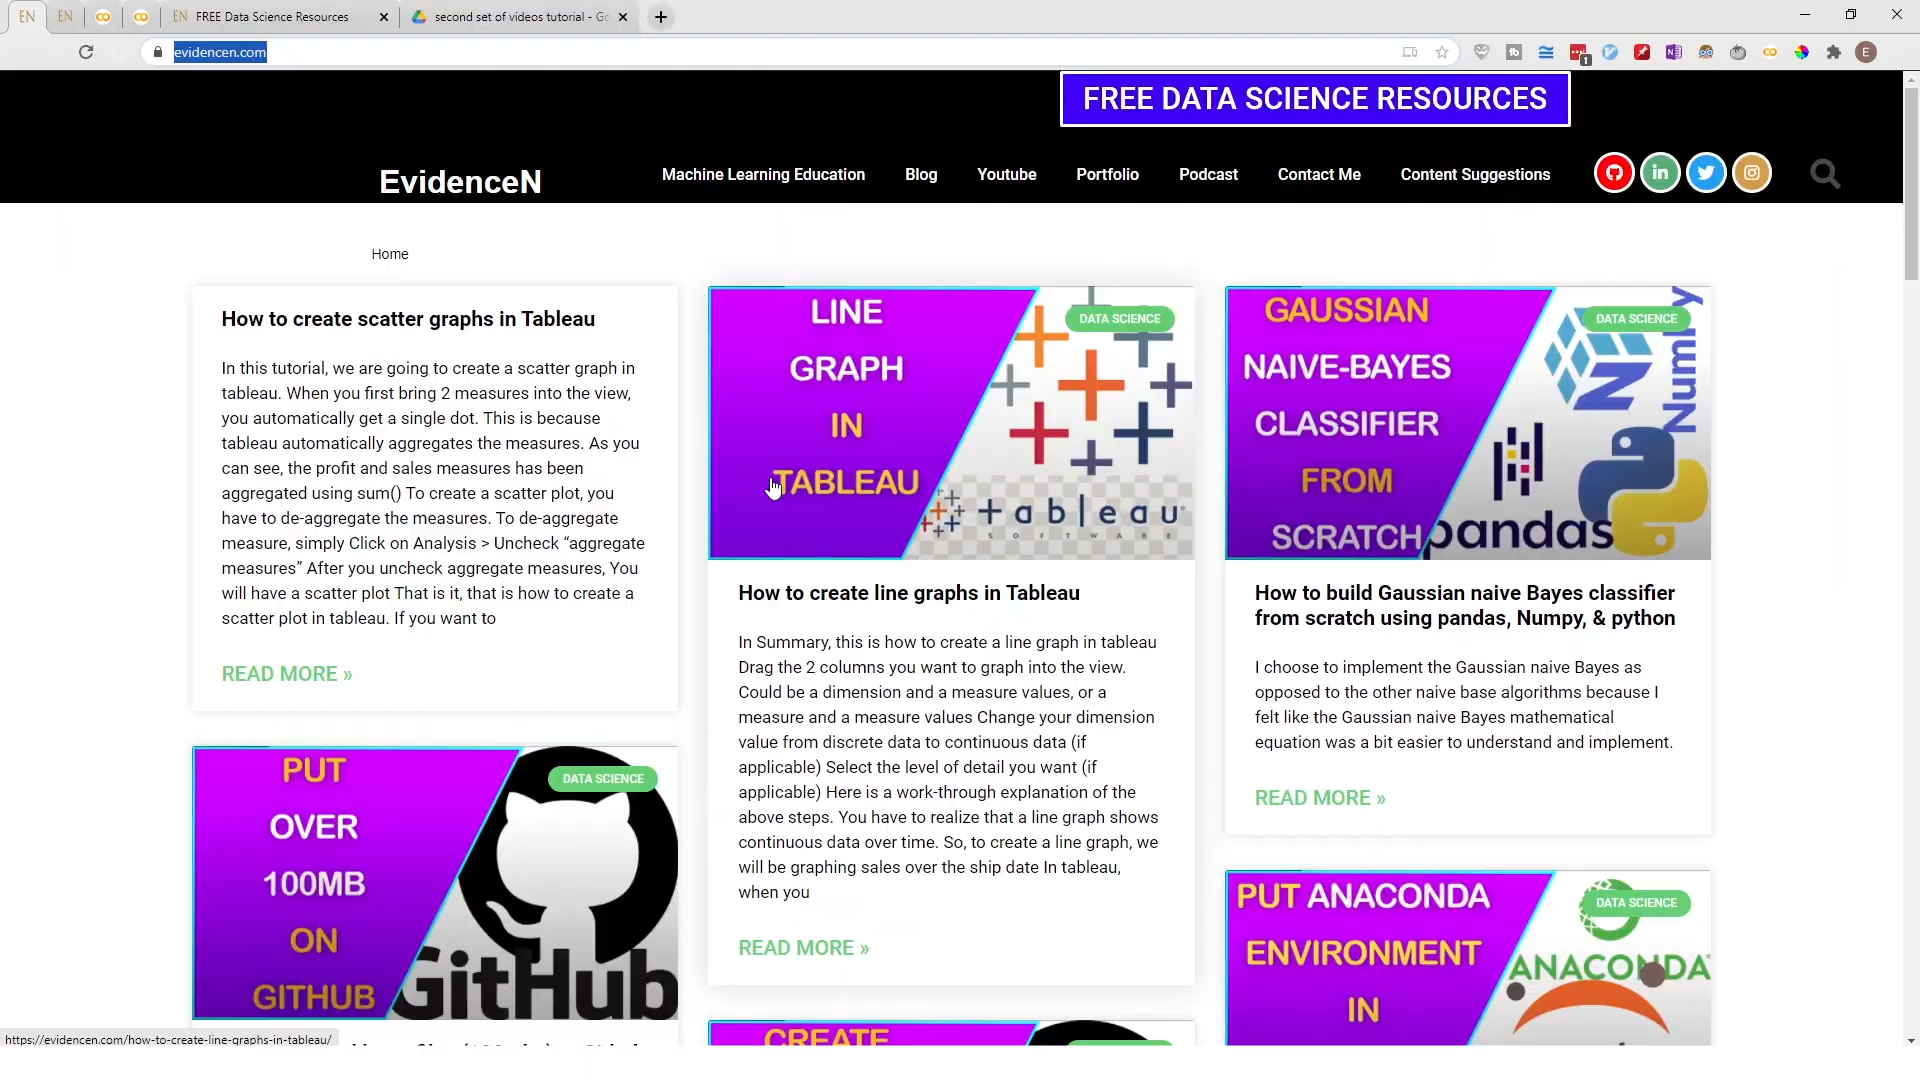 EN
EN
EN FREE Data Science Resources
second set of videos tutorial - Go
evidencen.com
1
E
FREE DATA SCIENCE RESOURCES
EvidenceN
Machine Learning Education
Blog
Youtube
Portfolio
Podcast
Contact Me
Content Suggestions
Home
How to create scatter graphs in Tableau
In this tutorial, we are going to create a scatter graph in
tableau. When you first bring 2 measures into the view,
you automatically get a single dot. This is because
tableau automatically aggregates the measures. As you
can see, the profit and sales measures has been
aggregated using sum() To create a scatter plot, you
have to de-aggregate the measures. To de-aggregate
measure, simply Click on Analysis > Uncheck “aggregate
measures” After you uncheck aggregate measures, You
will have a scatter plot That is it, that is how to create a
scatter plot in tableau. If you want to
READ MORE »
PUT
OVER
100MB
ON
GITHUB
DATA SCIENCE
GitHub
LINE
GRAPH
IN
TABLEAU
DATA SCIENCE
+ a b | e a u
SOFTWARE
How to create line graphs in Tableau
In Summary, this is how to create a line graph in tableau
Drag the 2 columns you want to graph into the view.
Could be a dimension and a measure values, or a
measure and a measure values Change your dimension
value from discrete data to continuous data (if
applicable) Select the level of detail you want (if
applicable) Here is a work-through explanation of the
above steps. You have to realize that a line graph shows
continuous data over time. So, to create a line graph, we
will be graphing sales over the ship date In tableau,
when you
READ MORE »
CREATE
GAUSSIAN
NAIVE-BAYES
CLASSIFIER
FROM
SCRATCH
DATA SCIENCE
NumPy
pandas
How to build Gaussian naive Bayes classifier
from scratch using pandas, Numpy, & python
I choose to implement the Gaussian naive Bayes as
opposed to the other naive base algorithms because I
felt like the Gaussian naive Bayes mathematical
equation was a bit easier to understand and implement.
READ MORE »
PUT ANACONDA
ENVIRONMENT
IN
DATA SCIENCE
ANACONDA
https://evidencen.com/how-to-create-line-graphs-in-tableau/